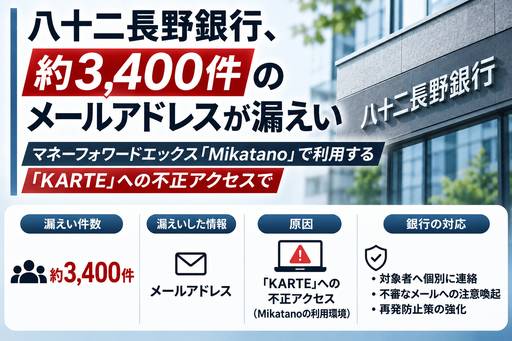 八十二長野銀行、
約3,400件の
メールアドレスが漏えい
マネーフォワードエックス「Mikatano」で利用する
「KARTE」への不正アクセスで
八十二長野銀行
漏えい件数
約3,400件
漏えいした情報
メールアドレス
原因
「KARTE」への
不正アクセス
(Mikatanoの利用環境)
銀行の対応
・対象者へ個別に連絡
・不審なメールへの注意喚起
・再発防止策の強化